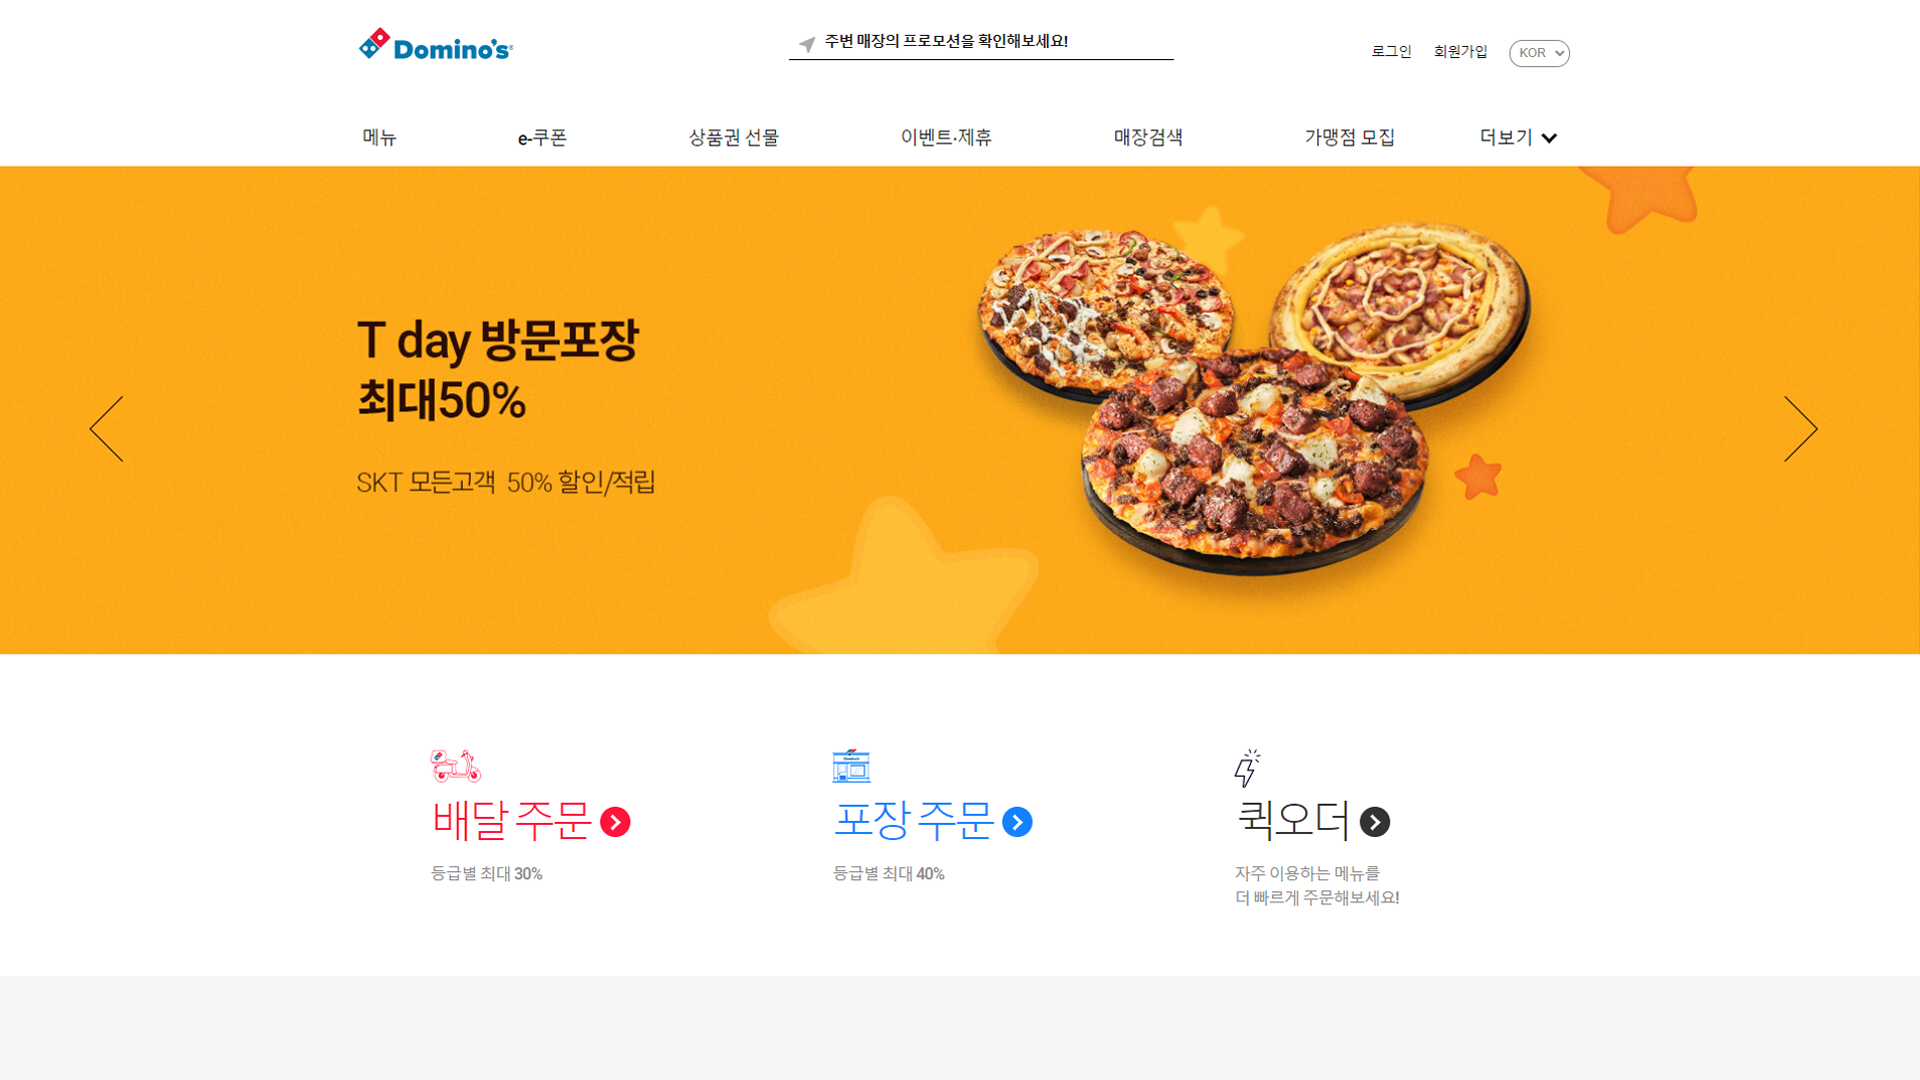 Domino's
주변 매장의 프로모션을 확인해보세요!
로그인 회원가입 KOR
메뉴 e-쿠폰 상품권 선물 이벤트·제휴 매장검색 가맹점 모집 더보기
T day 방문포장
최대50%
SKT 모든고객 50% 할인/적립
배달 주문
등급별 최대 30%
포장 주문
등급별 최대 40%
퀵오더
자주 이용하는 메뉴를
더 빠르게 주문해보세요!